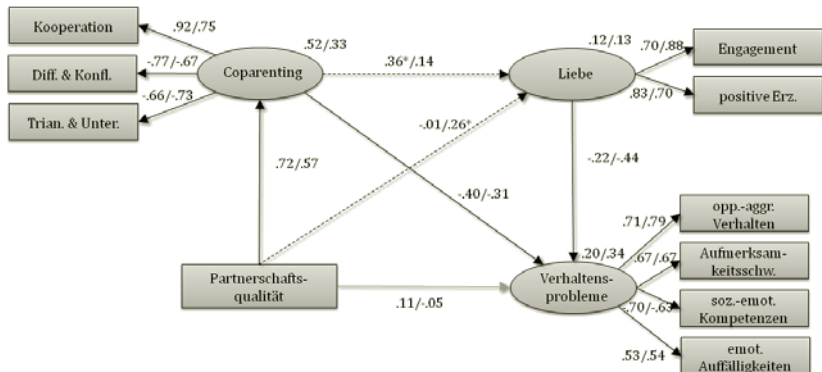 Kooperation
.92/.75
.52/.33
.12/.13
.70/.88
Engagement
Diff. & Konfl.
-.77/-.67
Coparenting
.36*/.14
Liebe
-.66/-.73
.83/.70
positive Erz.
Trian. & Unter.
-.01/.26*
.72/.57
-.22/-.44
-.40/-.31
opp.-aggr.
Verhalten
.71/.79
.20/.34
.67/.67
Aufmerksam-
keitsschw.
Partnerschafts-
qualität
Verhaltens-
probleme
.11/-.05
-.70/-.63
soz.-emot.
Kompetenzen
.53/.54
emot.
Auffälligkeiten